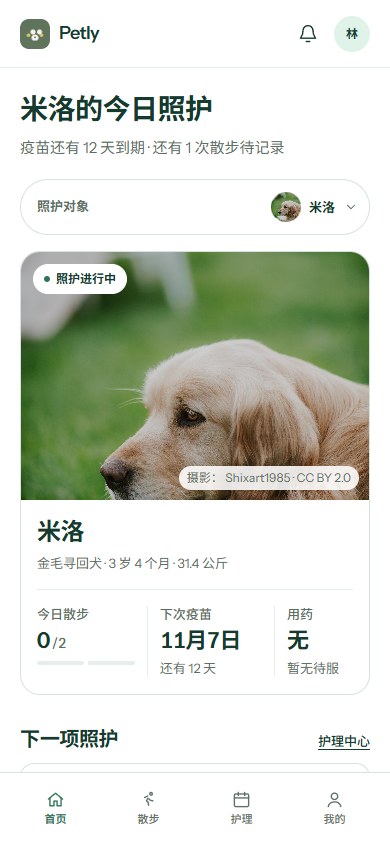 Petly
林
米洛的今日照护
疫苗还有 12 天到期·还有 1 次散步待记录
照护对象
米洛
照护进行中
摄影： Shixart1985·CC BY 2.0
米洛
金毛寻回犬·3 岁 4 个月·31.4 公斤
今日散步
0/2
下次疫苗
11月7日
还有 12 天
用药
无
暂无待服
下一项照护
护理中心
首页
散步
护理
我的